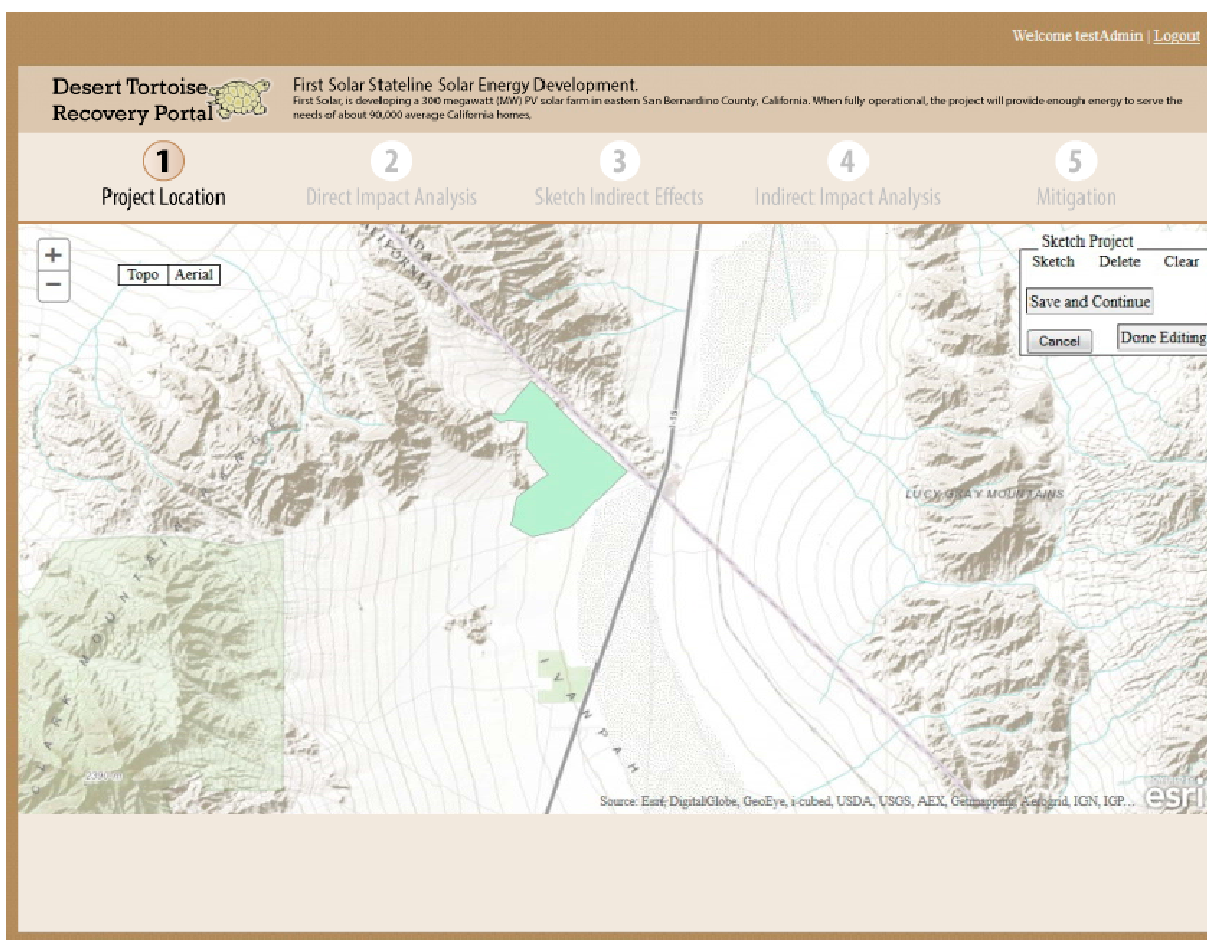 Welcome testAdmin | Logout
Desert Tortoise
Recovery Portal
First Solar Stateline Solar Energy Development.
First Solar, is developing a 300 megawatt (MW) PV solar farm in eastern San Bernardino County, California. When fully operational, the project will provide enough energy to serve the
needs of about 90,000 average California homes,
1
2
3
4
5
Project Location
Direct Impact Analysis
Sketch Indirect Effects
Indirect Impact Analysis
Mitigation
+
−
Topo
Aerial
Sketch Project
Sketch Delete Clear
Save and Continue
Cancel
Done Editing
CALIFORNIA
I-15
LUCY GRAY MOUNTAINS
IVANPAH
Source: Esri, DigitalGlobe, GeoEye, i-cubed, USDA, USGS, AEX, Getmapping, Aerogrid, IGN, IGP...
esri